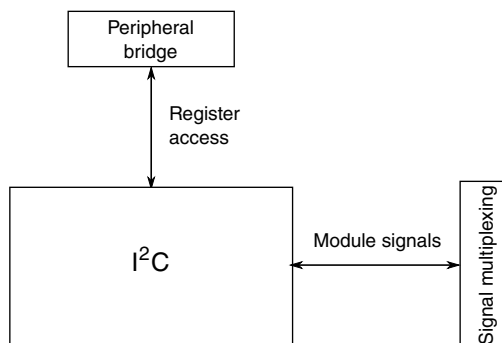 Peripheral
bridge
Register
access
I²C
Module signals
Signal multiplexing